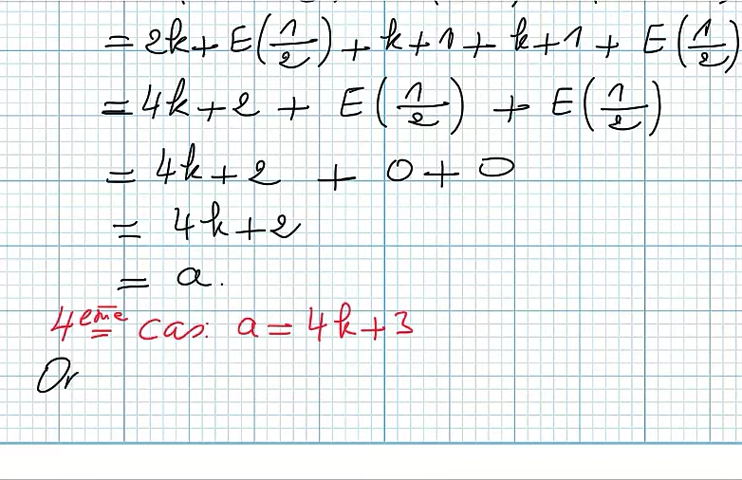 = 2k + E(1/2) + k+1 + k+1 + E(1/2)
= 4k+2 + E(1/2) + E(1/2)
= 4k+2 + 0 + 0
= 4k+2
= a.
4eme cas: a = 4k+3
Or